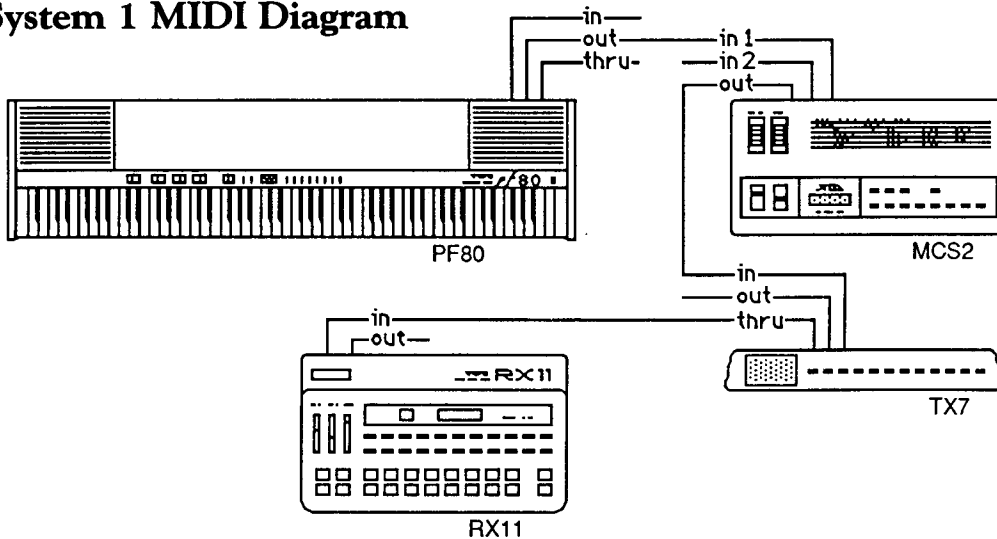 System 1 MIDI Diagram
in
out
thru
in 1
in 2
out
pf80
PF80
MCS2
in
out
thru
in
out
RX11
TX7
RX11